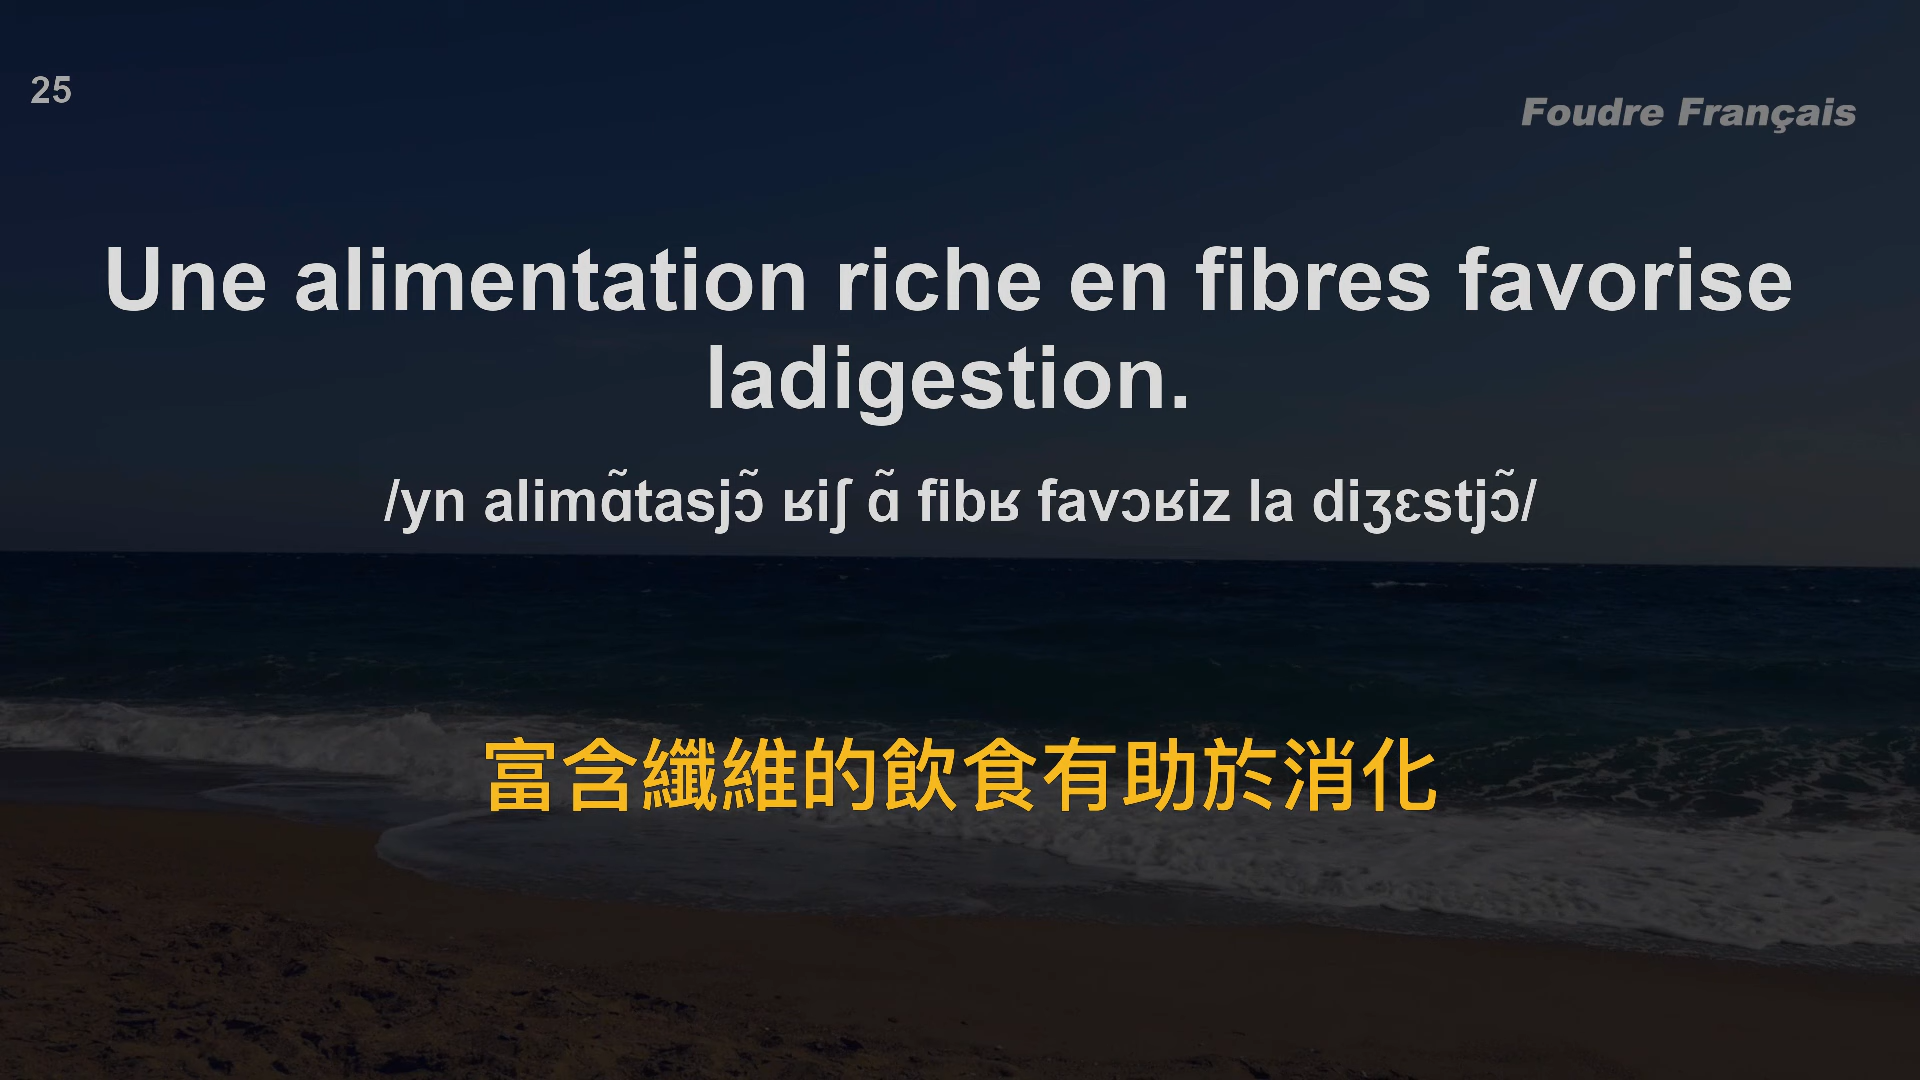 25
Foudre Français
Une alimentation riche en fibres favorise
ladigestion.
/yn alimɑ̃tasjɔ̃ ʁiʃ ɑ̃ fibʁ favɔʁiz la diʒɛstjɔ̃/
富含纖維的飲食有助於消化